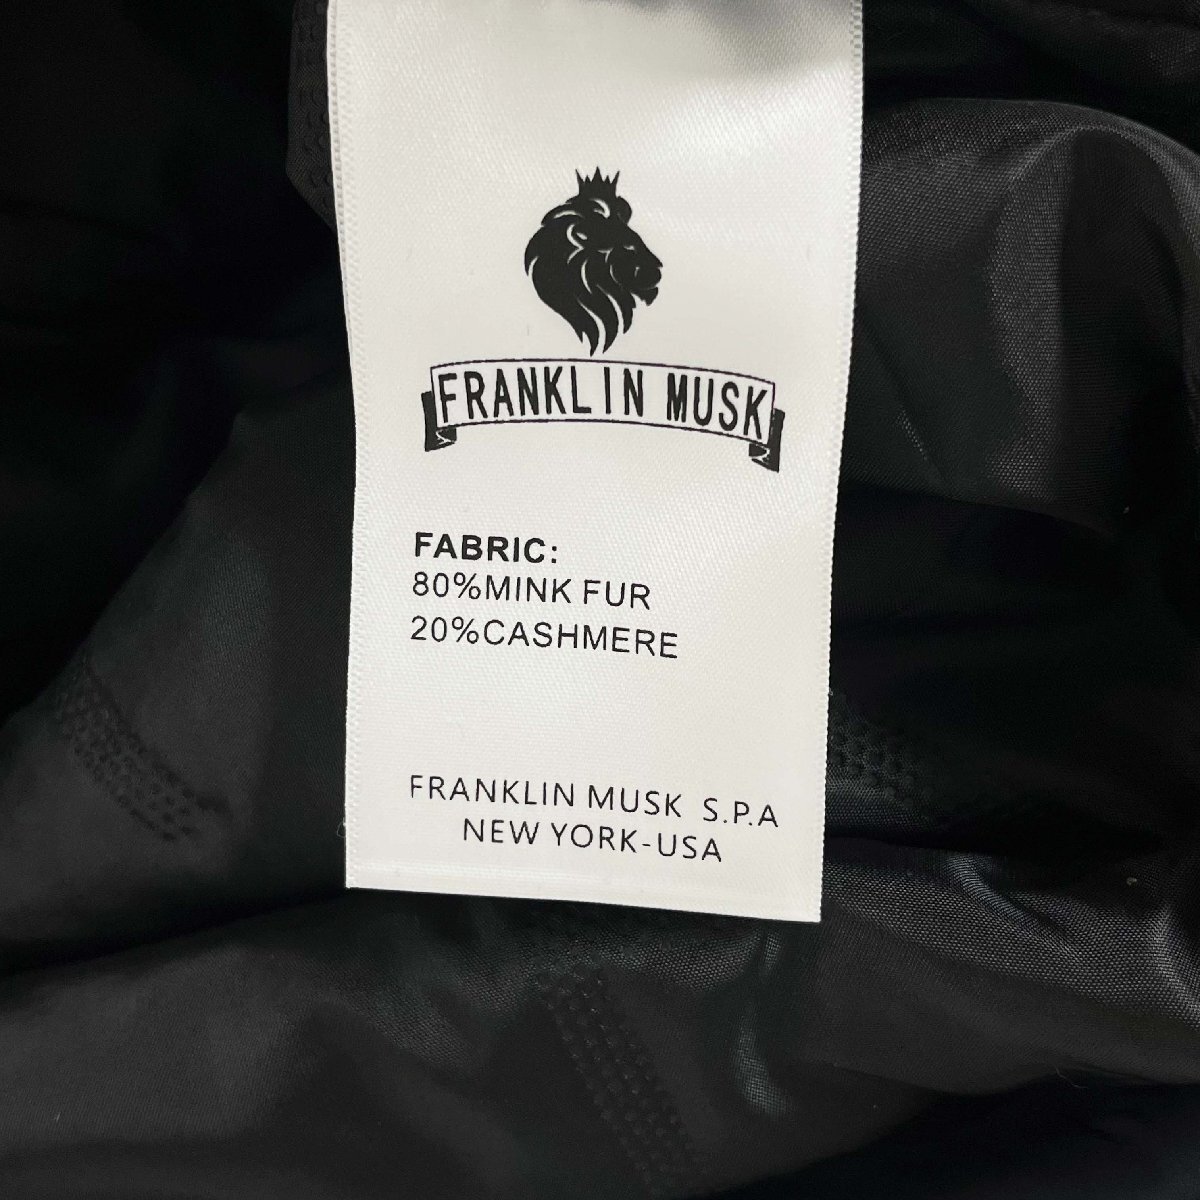 FRANKLIN MUSK
FABRIC:
80%MINK FUR
20%CASHMERE
FRANKLIN MUSK S.P.A
NEW YORK-USA